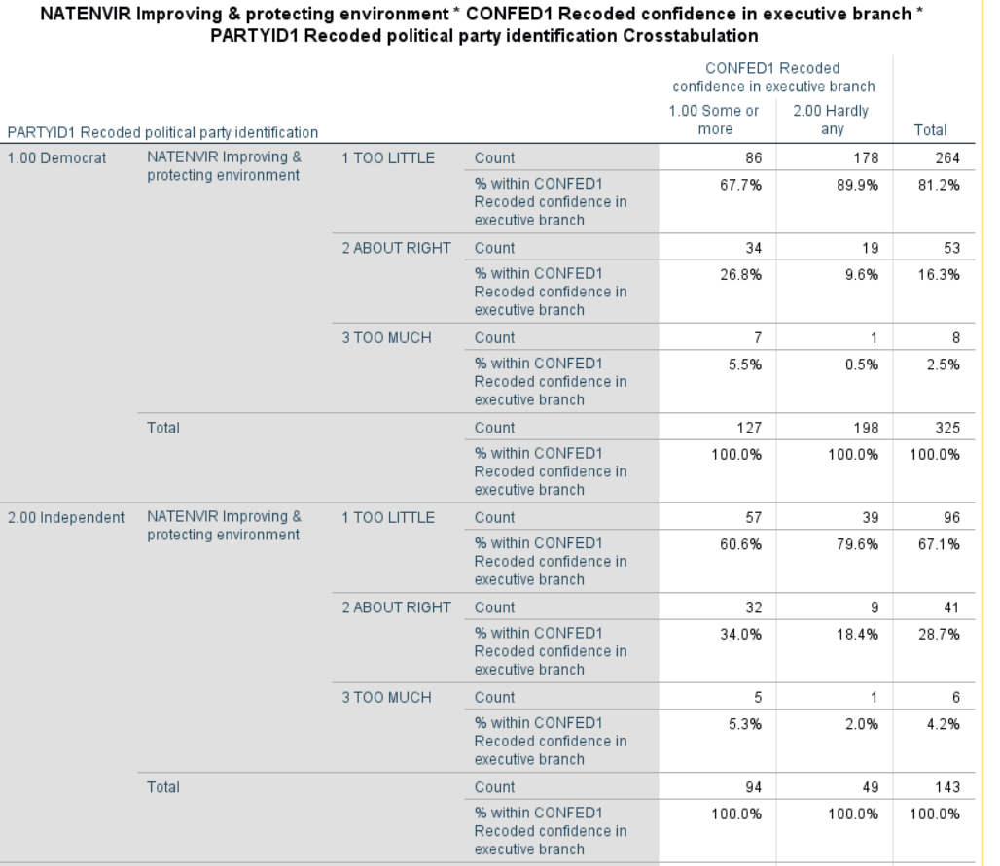 NATENVIR Improving & protecting environment * CONFED1 Recoded confidence in executive branch *
PARTYID1 Recoded political party identification Crosstabulation
CONFED1 Recoded
confidence in executive branch
PARTYID1 Recoded political party identification
1.00 Some or
more
2.00 Hardly
any
Total
1.00 Democrat
NATENVIR Improving &
protecting environment
1 TOO LITTLE
Count 86 178 264
% within CONFED1 67.7% 89.9% 81.2%
Recoded confidence in
executive branch
2 ABOUT RIGHT
Count 34 19 53
% within CONFED1 26.8% 9.6% 16.3%
Recoded confidence in
executive branch
3 TOO MUCH
Count 7 1 8
% within CONFED1 5.5% 0.5% 2.5%
Recoded confidence in
executive branch
Total
Count 127 198 325
% within CONFED1 100.0% 100.0% 100.0%
Recoded confidence in
executive branch
2.00 Independent
NATENVIR Improving &
protecting environment
1 TOO LITTLE
Count 57 39 96
% within CONFED1 60.6% 79.6% 67.1%
Recoded confidence in
executive branch
2 ABOUT RIGHT
Count 32 9 41
% within CONFED1 34.0% 18.4% 28.7%
Recoded confidence in
executive branch
3 TOO MUCH
Count 5 1 6
% within CONFED1 5.3% 2.0% 4.2%
Recoded confidence in
executive branch
Total
Count 94 49 143
% within CONFED1 100.0% 100.0% 100.0%
Recoded confidence in
executive branch